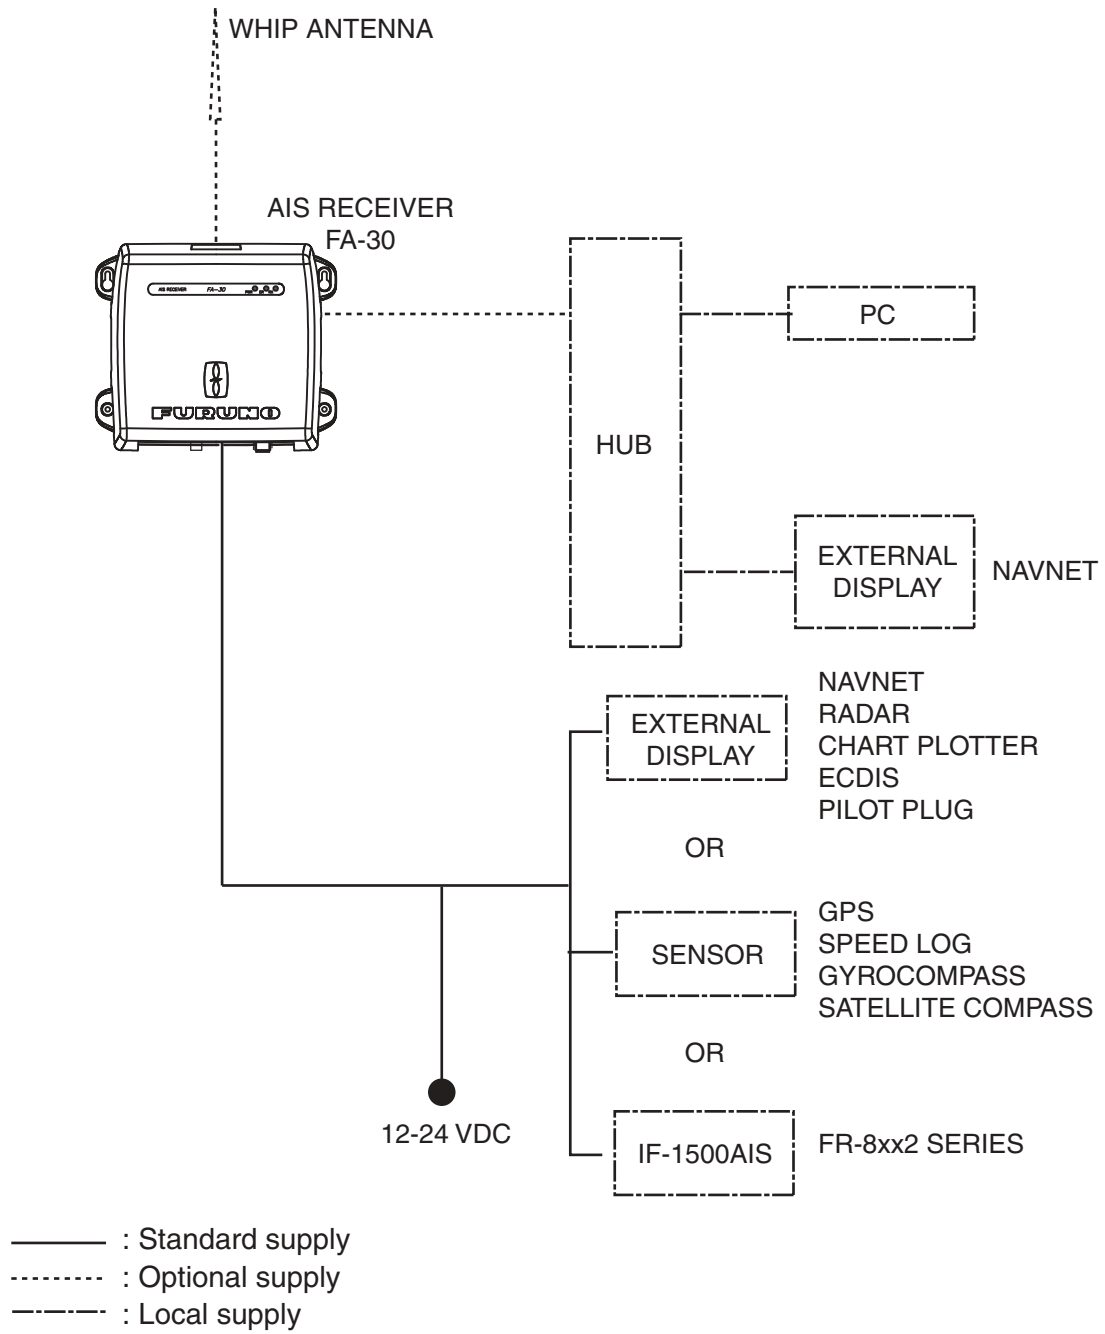 WHIP ANTENNA
AIS RECEIVER
FA-30
AIS RECEIVER FA-30
FURUNO
HUB
PC
EXTERNAL
DISPLAY
NAVNET
EXTERNAL
DISPLAY
NAVNET
RADAR
CHART PLOTTER
ECDIS
PILOT PLUG
OR
SENSOR
GPS
SPEED LOG
GYROCOMPASS
SATELLITE COMPASS
OR
12-24 VDC
IF-1500AIS
FR-8xx2 SERIES
: Standard supply
: Optional supply
: Local supply